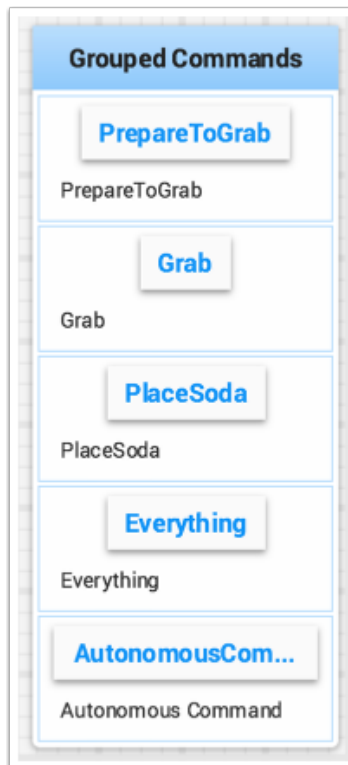 Grouped Commands
PrepareToGrab
PrepareToGrab
Grab
Grab
PlaceSoda
PlaceSoda
Everything
Everything
AutonomousCom...
Autonomous Command